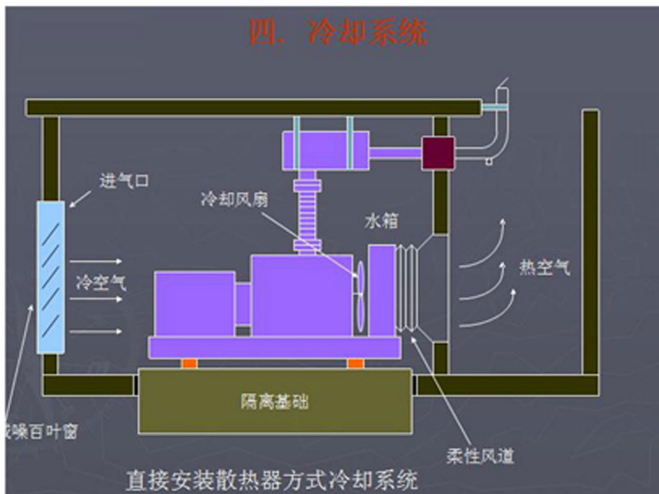 四. 冷却系统
进气口
冷却风扇
水箱
冷空气
热空气
隔离基础
噪百叶窗
柔性风道
直接安装散热器方式冷却系统